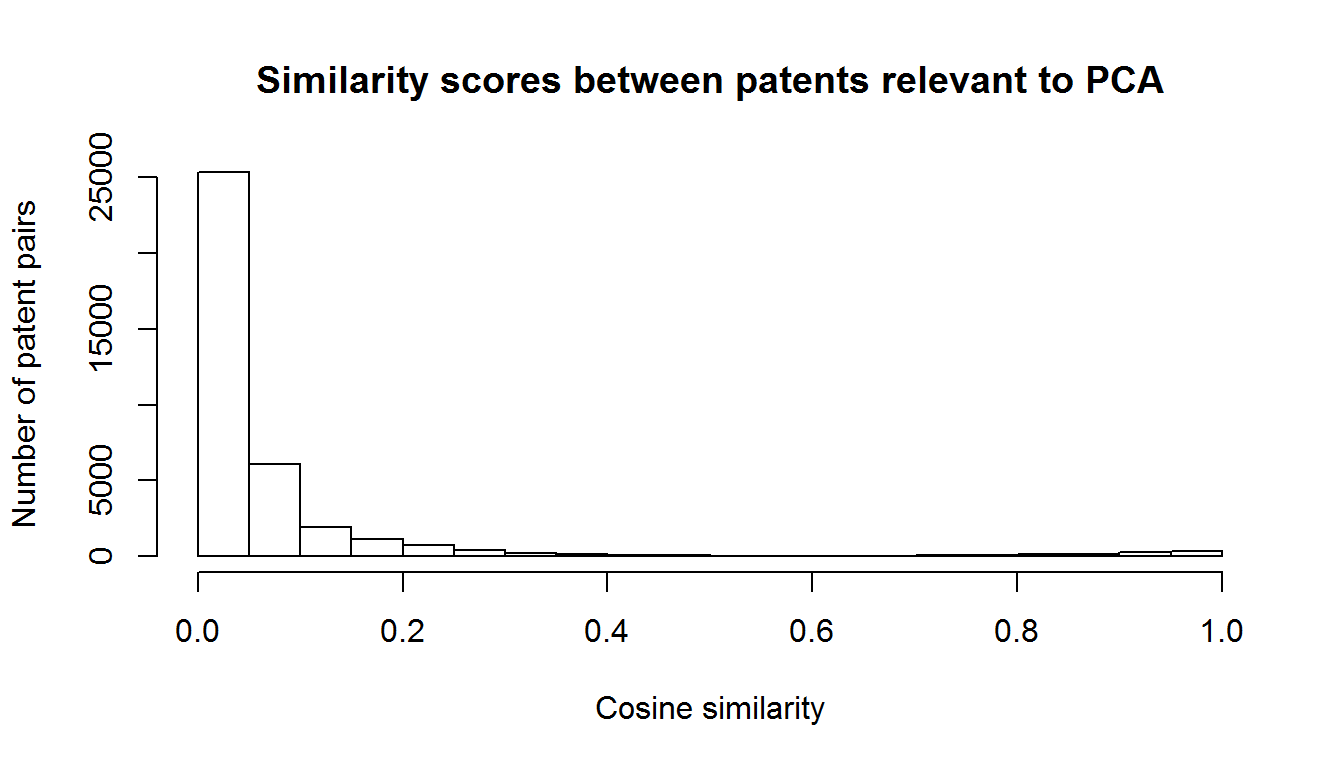 Similarity scores between patents relevant to PCA
Number of patent pairs
25000
15000
5000
0
0.0 0.2 0.4 0.6 0.8 1.0
Cosine similarity